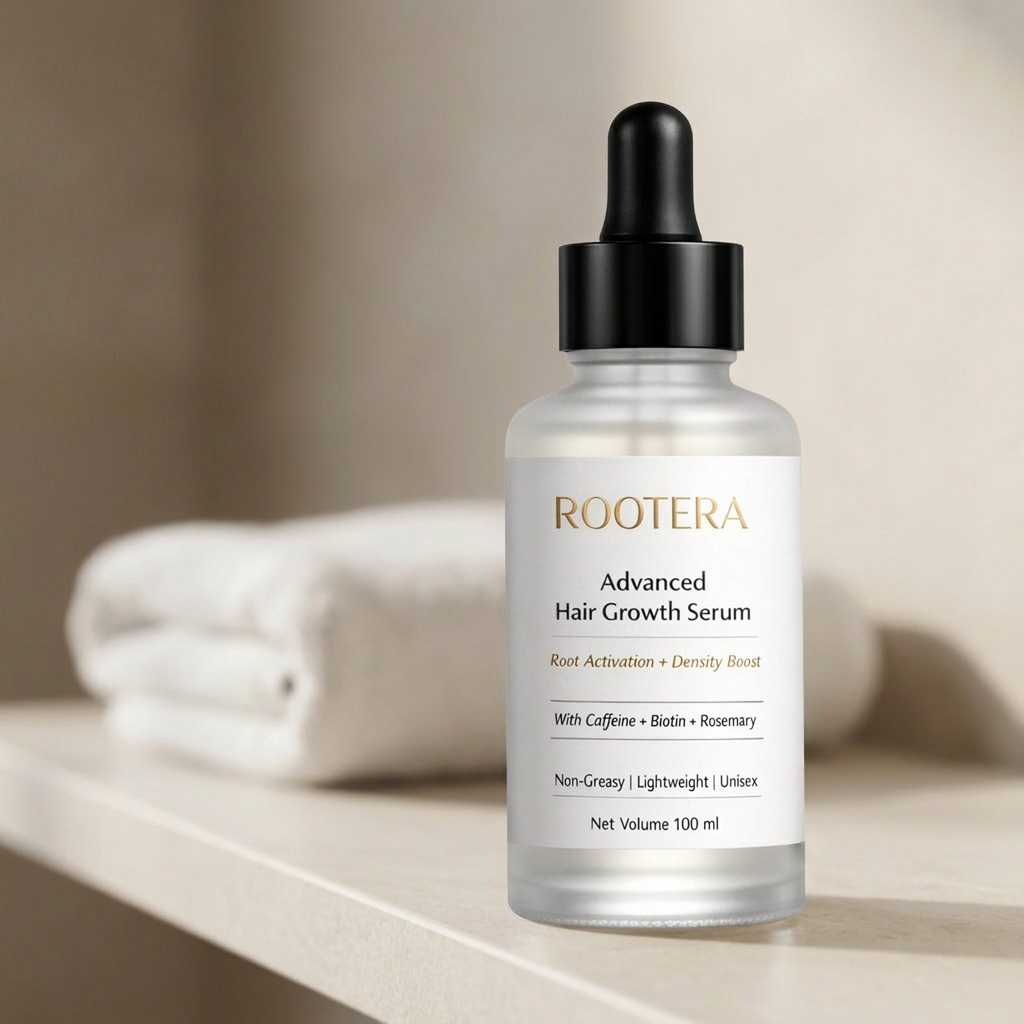 ROOTERA
Advanced
Hair Growth Serum
Root Activation + Density Boost
With Caffeine + Biotin + Rosemary
Non-Greasy | Lightweight | Unisex
Net Volume 100 ml